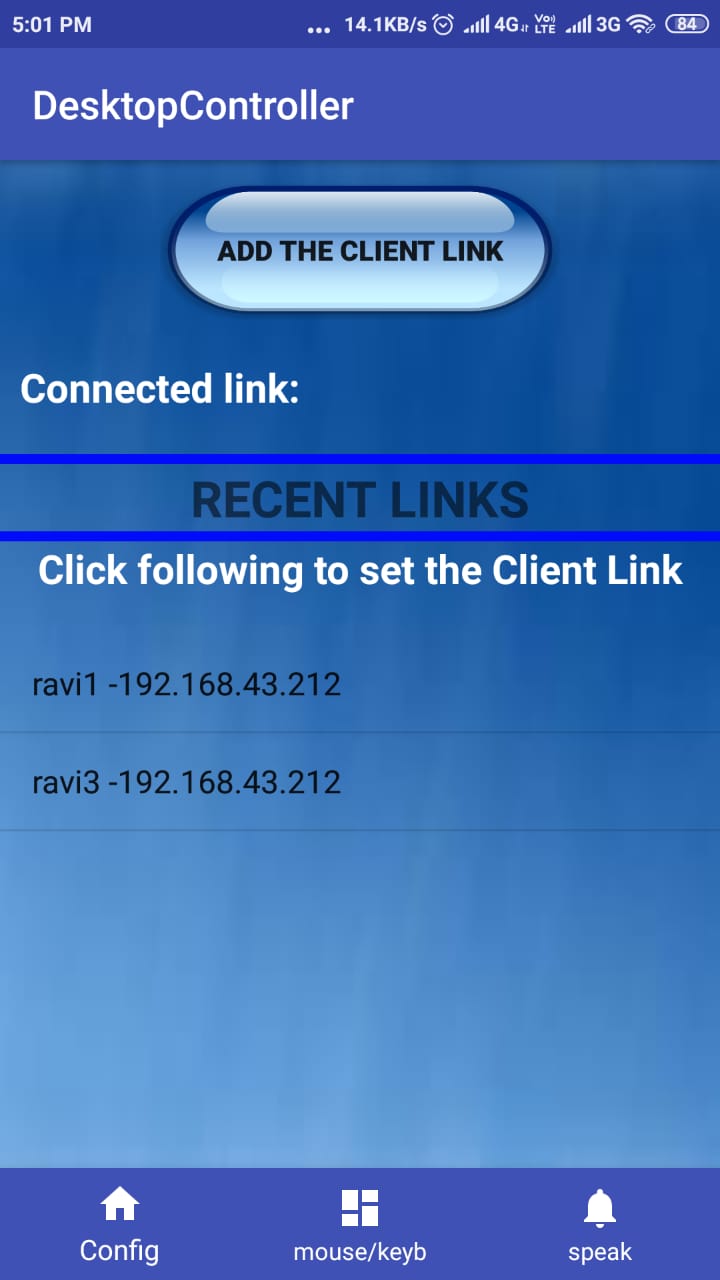 5:01 PM ... 14.1KB/s 4G VoLTE 3G 84
DesktopController
ADD THE CLIENT LINK
Connected link:
RECENT LINKS
Click following to set the Client Link
ravi1 -192.168.43.212
ravi3 -192.168.43.212
Config mouse/keyb speak